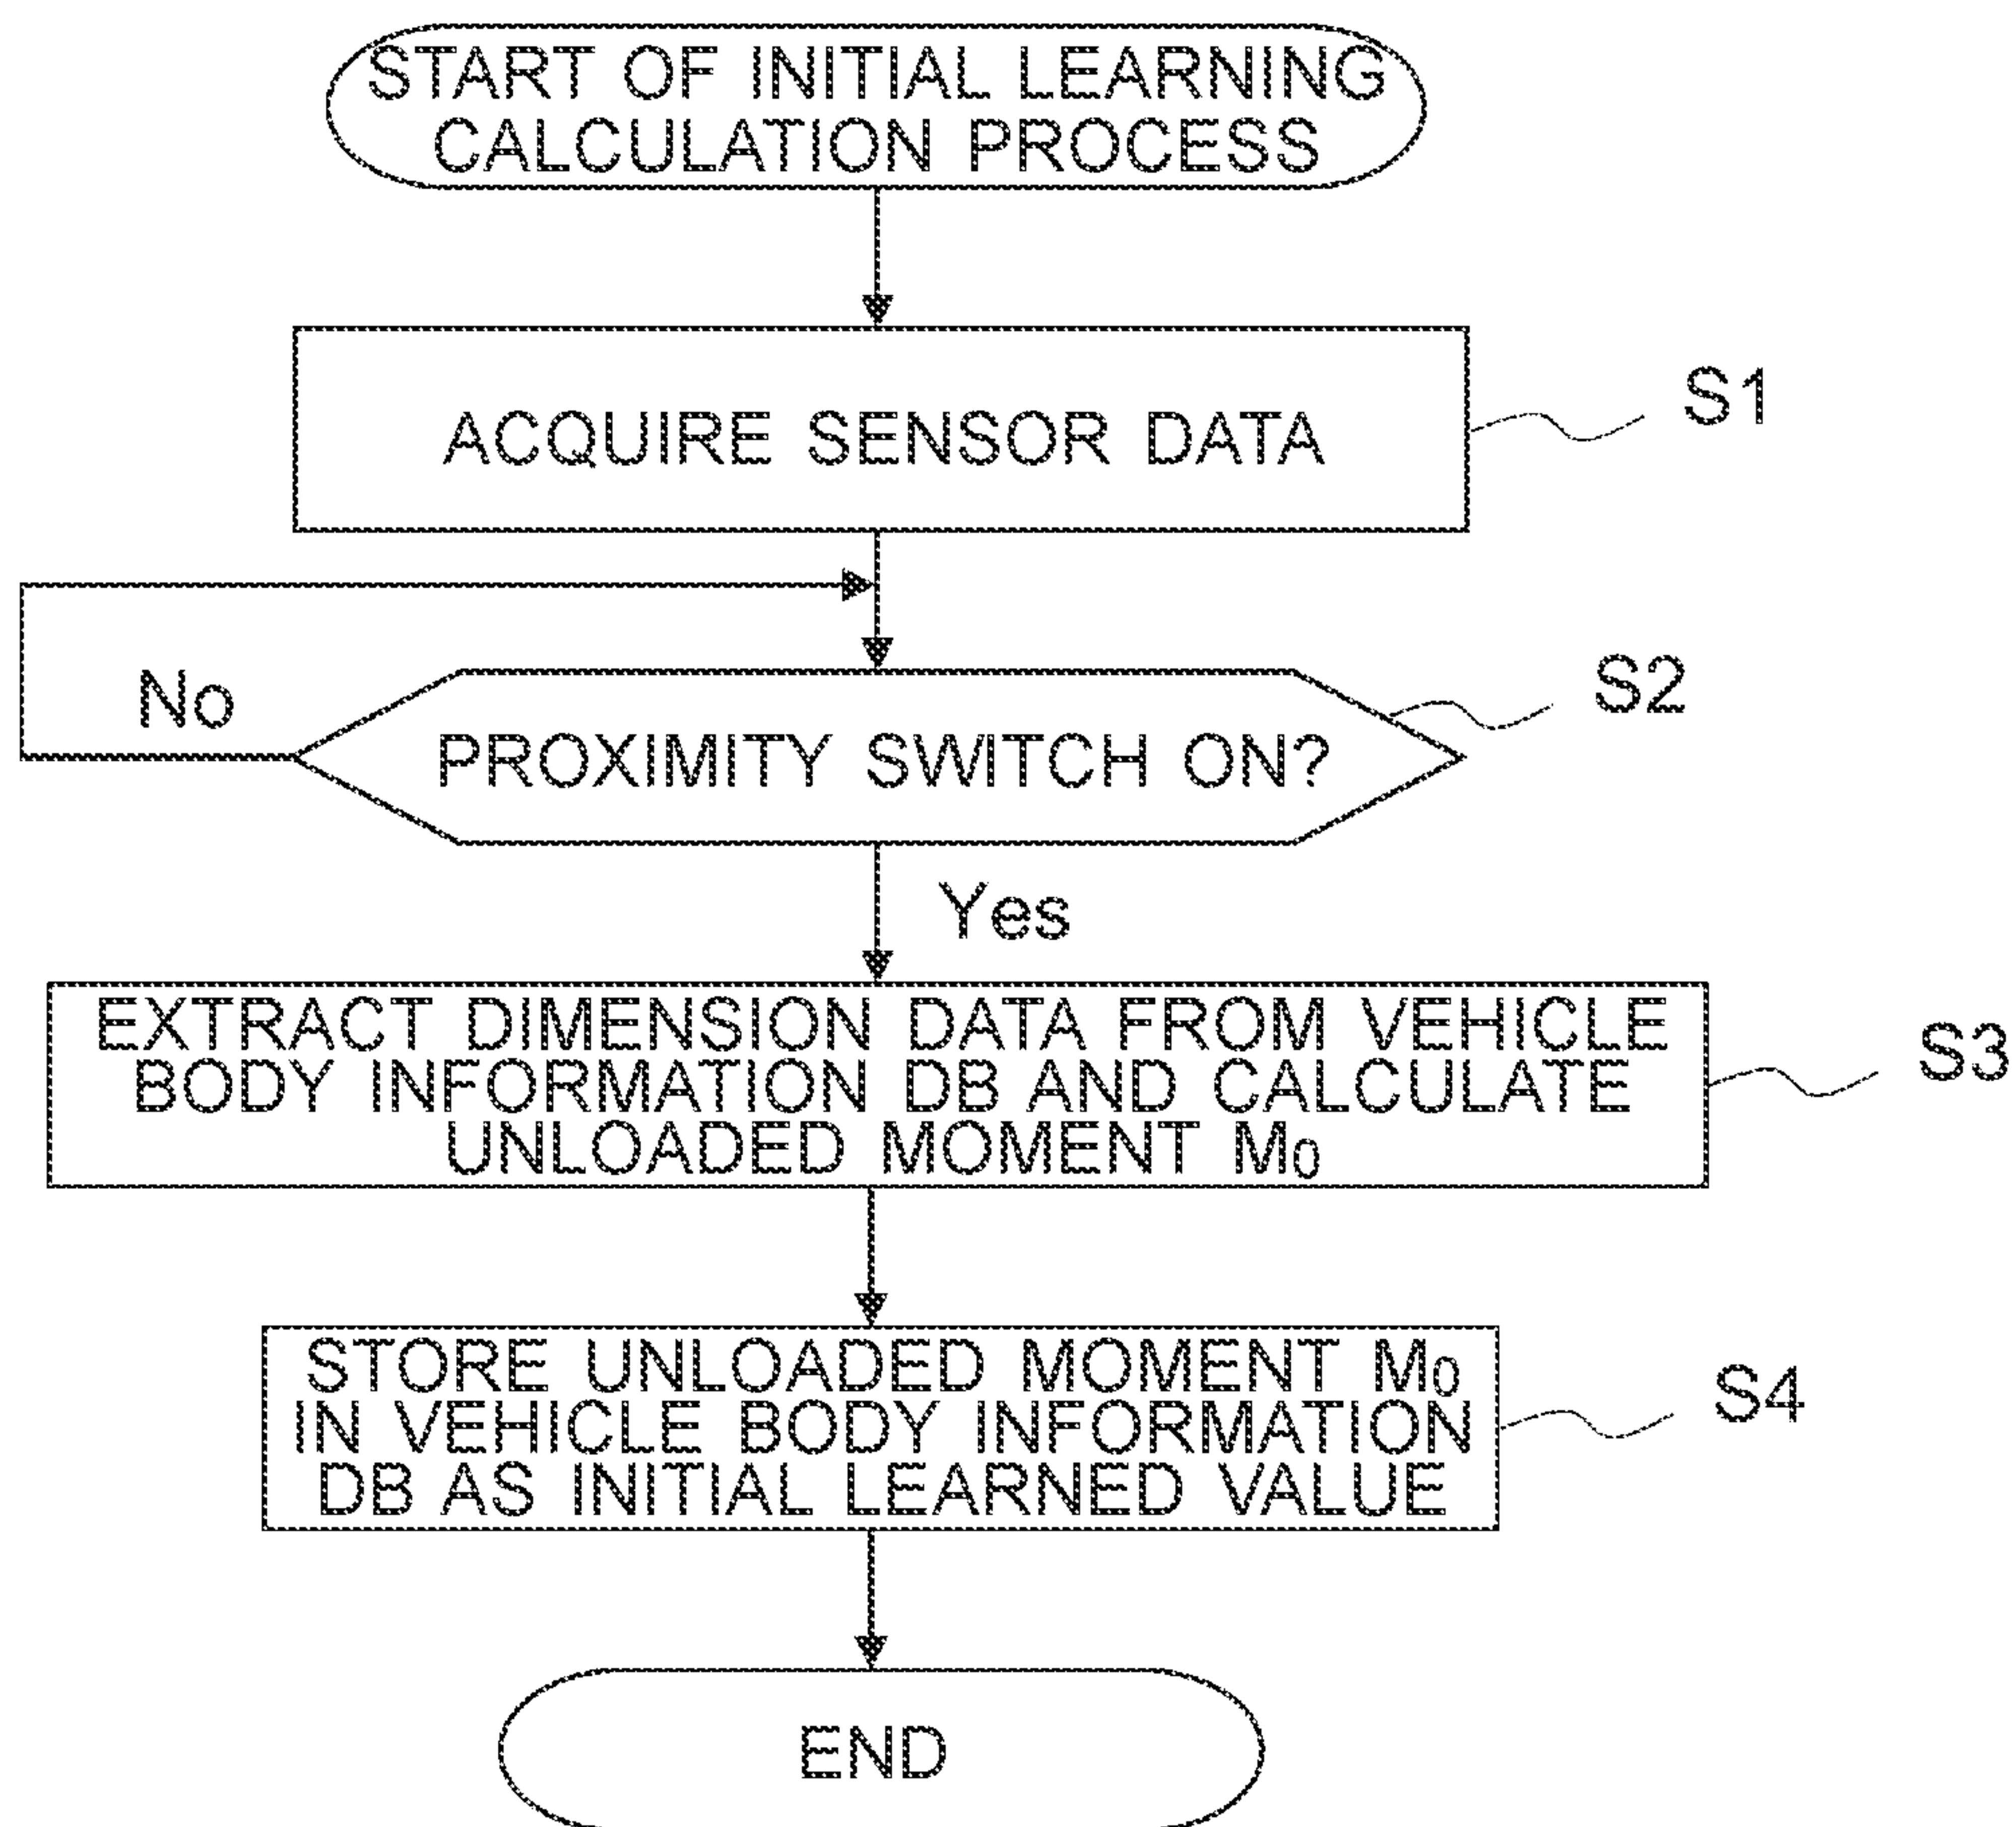 START OF INITIAL LEARNING
CALCULATION PROCESS
ACQUIRE SENSOR DATA
S1
No
PROXIMITY SWITCH ON?
S2
Yes
EXTRACT DIMENSION DATA FROM VEHICLE
BODY INFORMATION DB AND CALCULATE
UNLOADED MOMENT M₀
S3
STORE UNLOADED MOMENT M₀
IN VEHICLE BODY INFORMATION
DB AS INITIAL LEARNED VALUE
S4
END